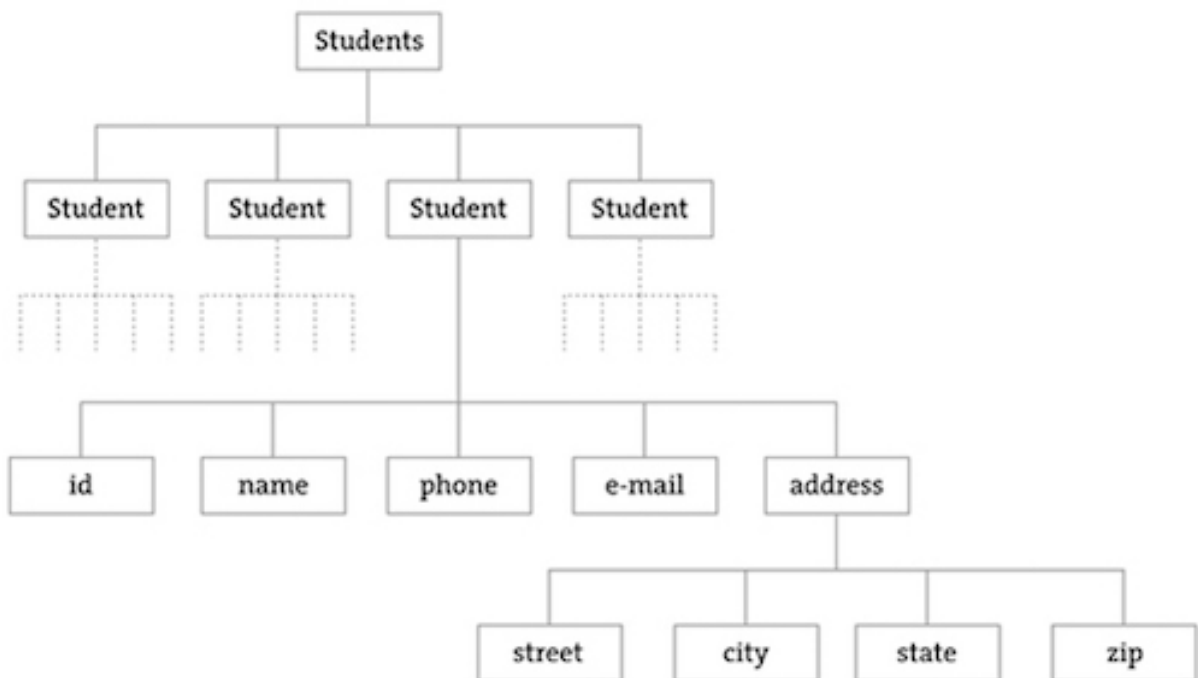 Students
Student Student Student Student
id name phone e-mail address
street city state zip